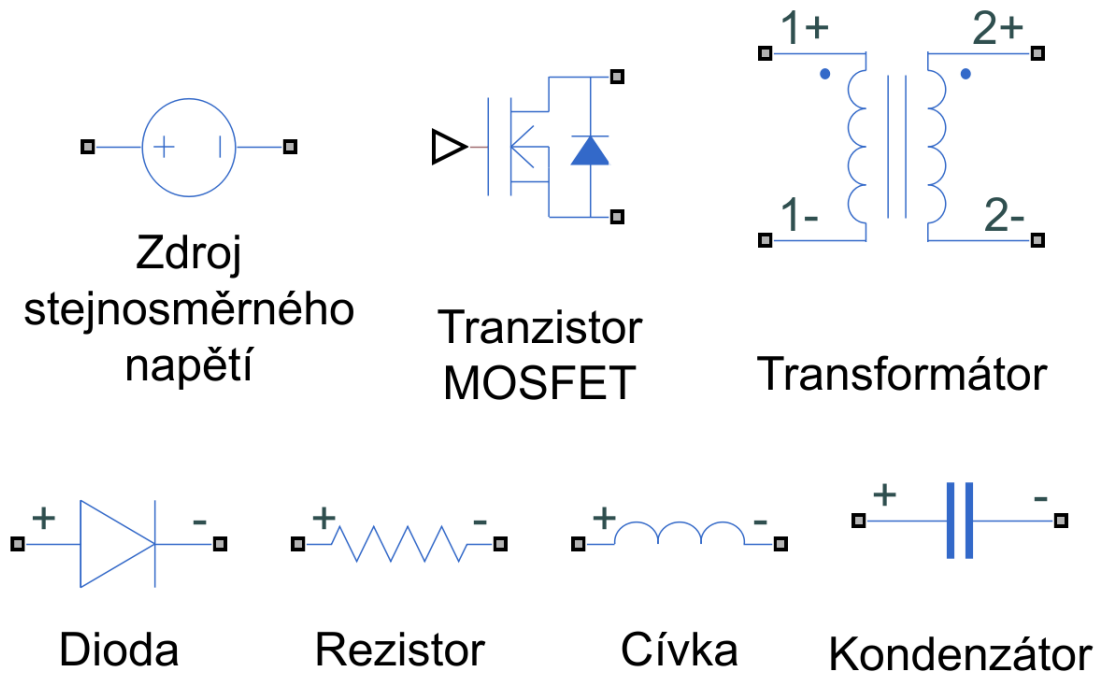 1+ 2+
+ −
1- 2-
Zdroj
stejnosměrného
napětí
Tranzistor
MOSFET
Transformátor
+ - + - + - + -
Dioda Rezistor Cívka Kondenzátor